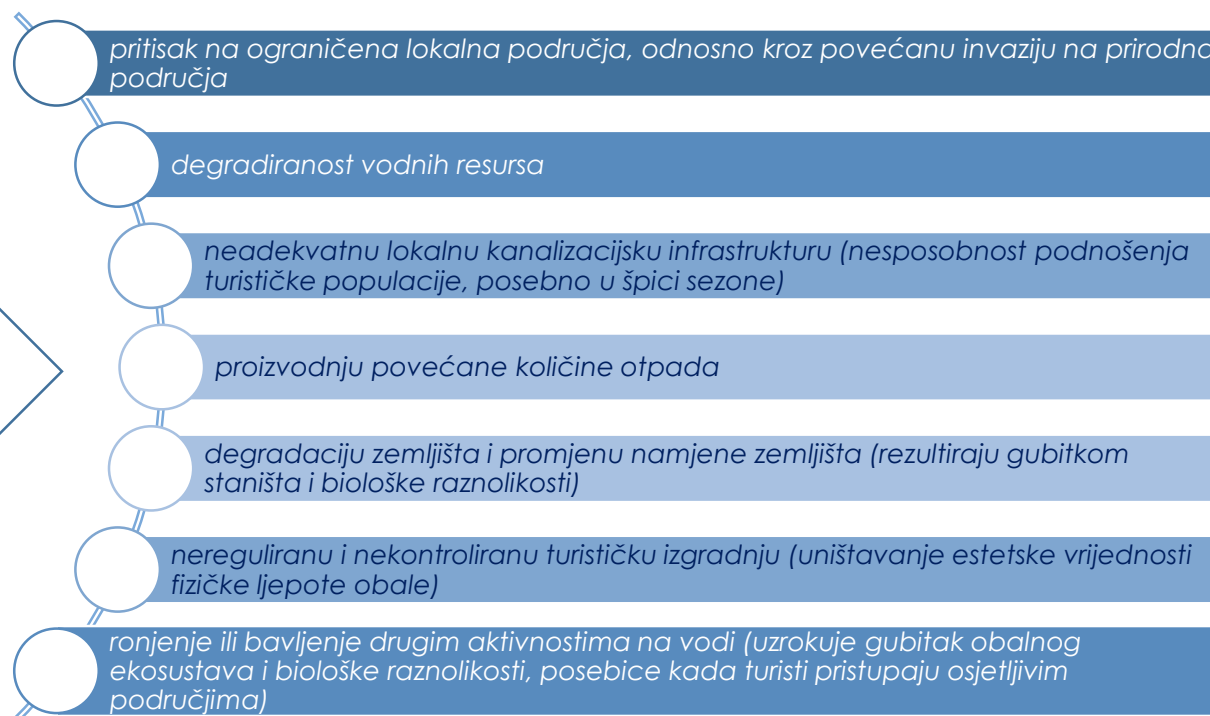 pritisak na ograničena lokalna područja, odnosno kroz povećanu invaziju na prirodna
područja
degradiranost vodnih resursa
neadekvatnu lokalnu kanalizacijsku infrastrukturu (nesposobnost podnošenja
turističke populacije, posebno u špici sezone)
proizvodnju povećane količine otpada
degradaciju zemljišta i promjenu namjene zemljišta (rezultiraju gubitkom
staništa i biološke raznolikosti)
nereguliranu i nekontroliranu turističku izgradnju (uništavanje estetske vrijednosti
fizičke ljepote obale)
ronjenje ili bavljenje drugim aktivnostima na vodi (uzrokuje gubitak obalnog
ekosustava i biološke raznolikosti, posebice kada turisti pristupaju osjetljivim
područjima)